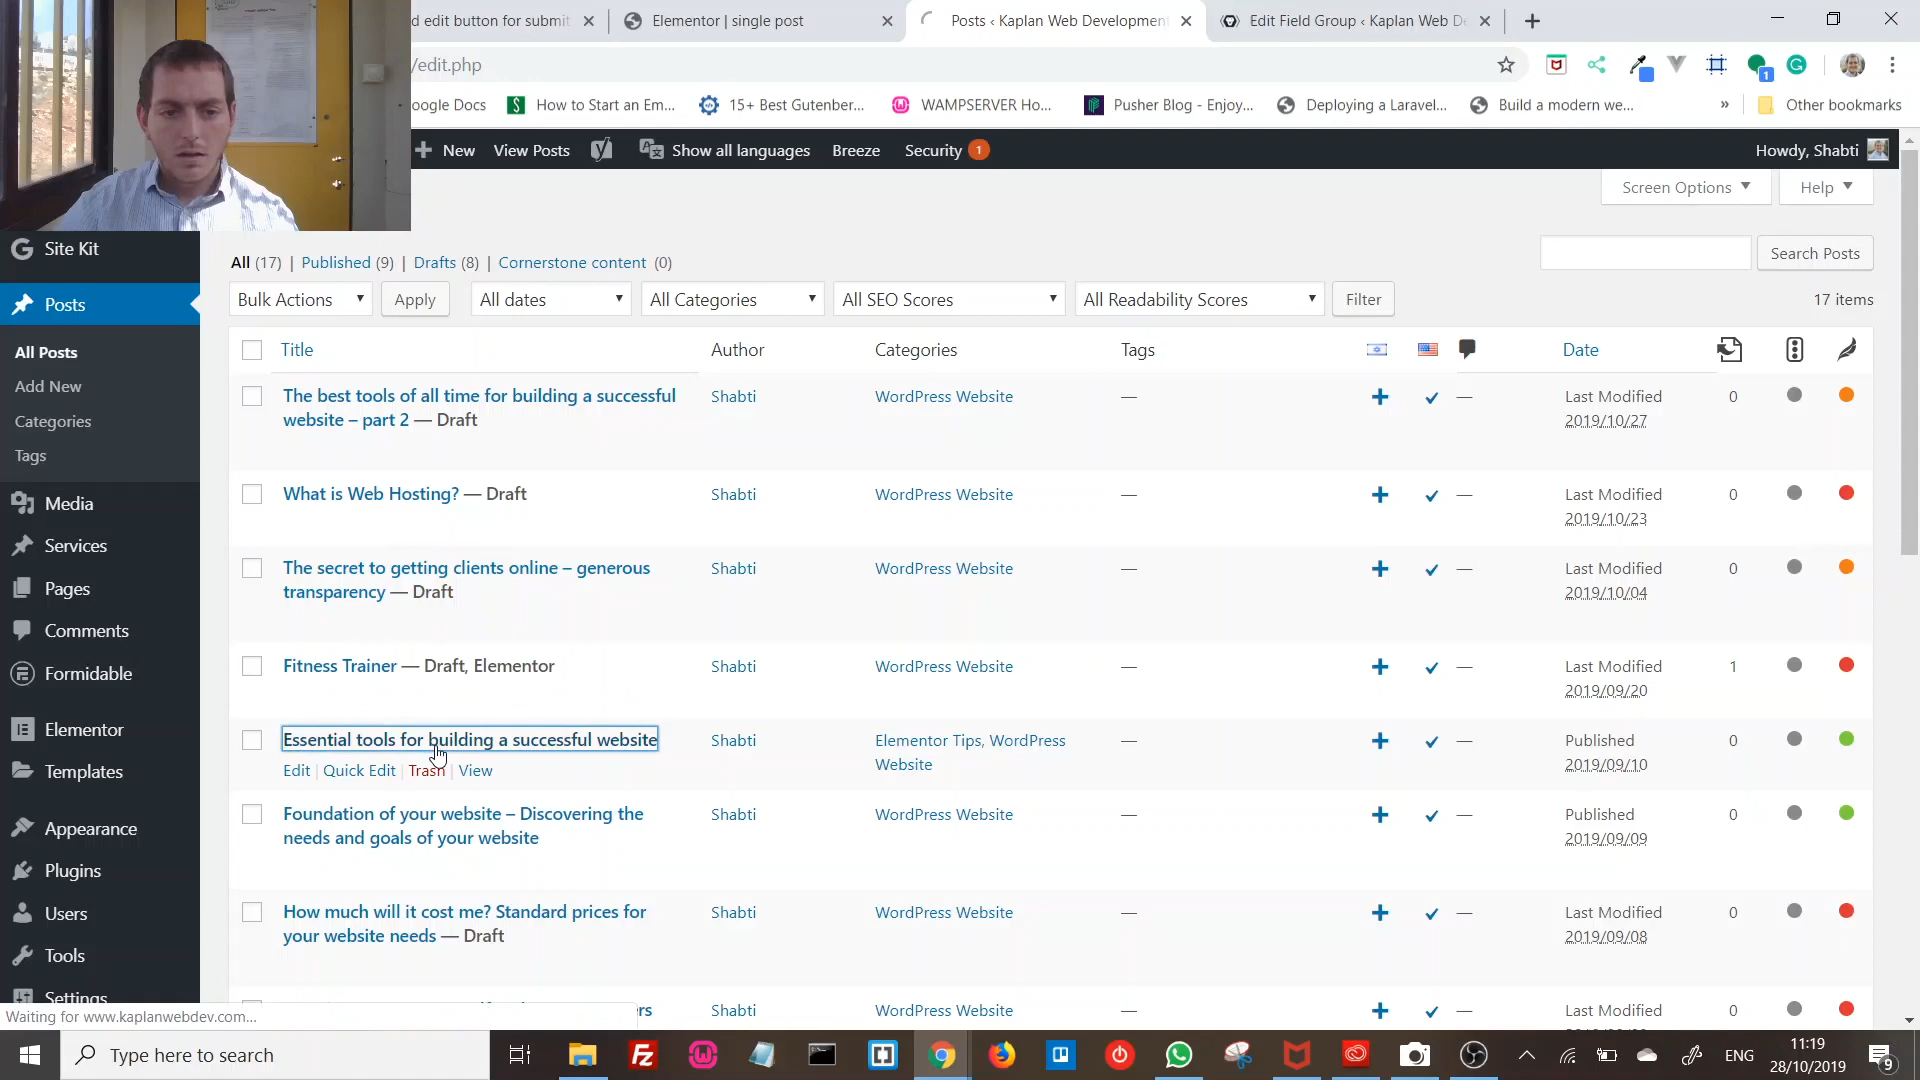 d edit button for submit
Elementor | single post
Posts ‹ Kaplan Web Development
Edit Field Group ‹ Kaplan Web De
/edit.php
oogle Docs
How to Start an Em...
15+ Best Gutenber...
WAMPSERVER Ho...
Pusher Blog - Enjoy...
Deploying a Laravel...
Build a modern we...
»
Other bookmarks
New
View Posts
Show all languages
Breeze
Security 1
Howdy, Shabti
Screen Options
Help
Site Kit
Posts
All Posts
Add New
Categories
Tags
Media
Services
Pages
Comments
Formidable
Elementor
Templates
Appearance
Plugins
Users
Tools
Settings
All (17) | Published (9) | Drafts (8) | Cornerstone content (0)
Search Posts
Bulk Actions
Apply
All dates
All Categories
All SEO Scores
All Readability Scores
Filter
17 items
Title
Author
Categories
Tags
Date
The best tools of all time for building a successful
website – part 2 — Draft
Shabti
WordPress Website
—
—
Last Modified
2019/10/27
0
What is Web Hosting? — Draft
Shabti
WordPress Website
—
—
Last Modified
2019/10/23
0
The secret to getting clients online – generous
transparency — Draft
Shabti
WordPress Website
—
—
Last Modified
2019/10/04
0
Fitness Trainer — Draft, Elementor
Shabti
WordPress Website
—
—
Last Modified
2019/09/20
1
Essential tools for building a successful website
Edit | Quick Edit | Trash | View
Shabti
Elementor Tips, WordPress
Website
—
—
Published
2019/09/10
0
Foundation of your website – Discovering the
needs and goals of your website
Shabti
WordPress Website
—
—
Published
2019/09/09
0
How much will it cost me? Standard prices for
your website needs — Draft
Shabti
WordPress Website
—
—
Last Modified
2019/09/08
0
rs
Shabti
WordPress Website
—
—
Last Modified
0
Waiting for www.kaplanwebdev.com...
Type here to search
ENG
11:19
28/10/2019
9